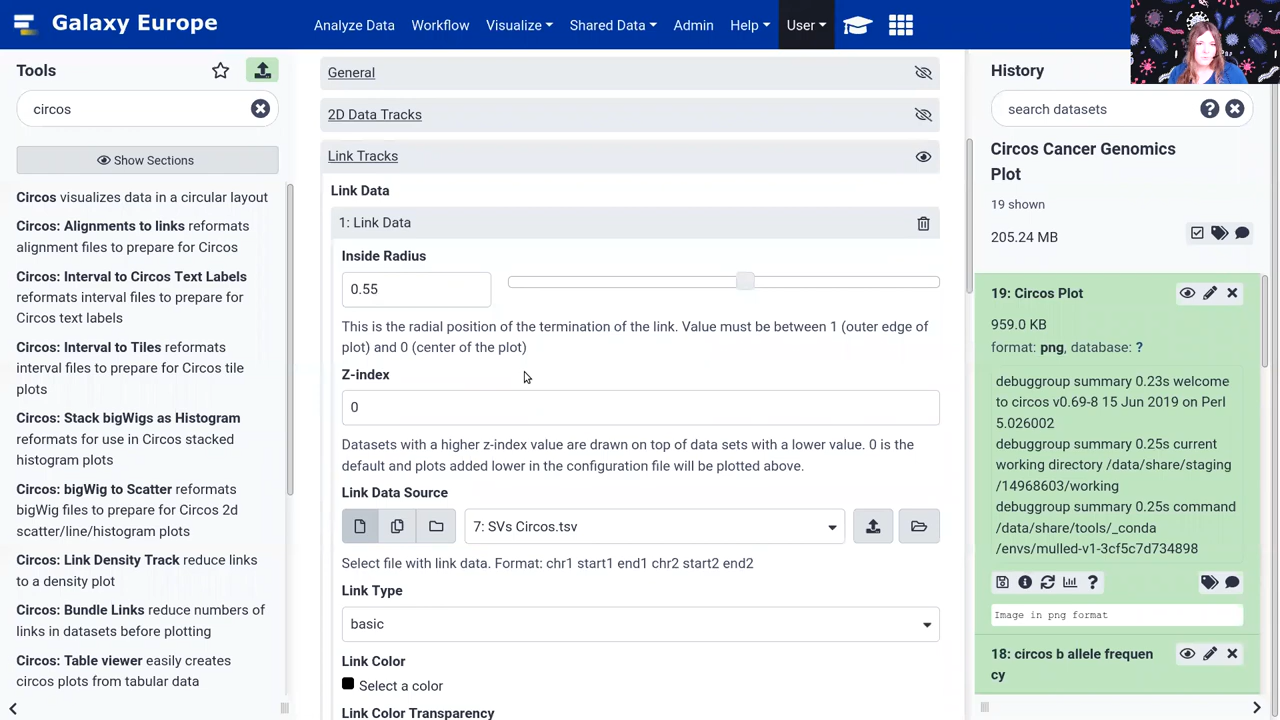 Galaxy Europe
Analyze Data
Workflow
Visualize
Shared Data
Admin
Help
User
Tools
circos
Show Sections
Circos visualizes data in a circular layout
Circos: Alignments to links reformats
alignment files to prepare for Circos
Circos: Interval to Circos Text Labels
reformats interval files to prepare for
Circos text labels
Circos: Interval to Tiles reformats
interval files to prepare for Circos tile
plots
Circos: Stack bigWigs as Histogram
reformats for use in Circos stacked
histogram plots
Circos: bigWig to Scatter reformats
bigWig files to prepare for Circos 2d
scatter/line/histogram plots
Circos: Link Density Track reduce links
to a density plot
Circos: Bundle Links reduce numbers of
links in datasets before plotting
Circos: Table viewer easily creates
circos plots from tabular data
General
2D Data Tracks
Link Tracks
Link Data
1: Link Data
Inside Radius
0.55
This is the radial position of the termination of the link. Value must be between 1 (outer edge of
plot) and 0 (center of the plot)
Z-index
0
Datasets with a higher z-index value are drawn on top of data sets with a lower value. 0 is the
default and plots added lower in the configuration file will be plotted above.
Link Data Source
7: SVs Circos.tsv
Select file with link data. Format: chr1 start1 end1 chr2 start2 end2
Link Type
basic
Link Color
Select a color
Link Color Transparency
History
search datasets
Circos Cancer Genomics
Plot
19 shown
205.24 MB
19: Circos Plot
959.0 KB
format: png, database: ?
debuggroup summary 0.23s welcome
to circos v0.69-8 15 Jun 2019 on Perl
5.026002
debuggroup summary 0.25s current
working directory /data/share/staging
/14968603/working
debuggroup summary 0.25s command
/data/share/tools/_conda
/envs/mulled-v1-3cf5c7d734898
Image in png format
18: circos b allele frequen
cy